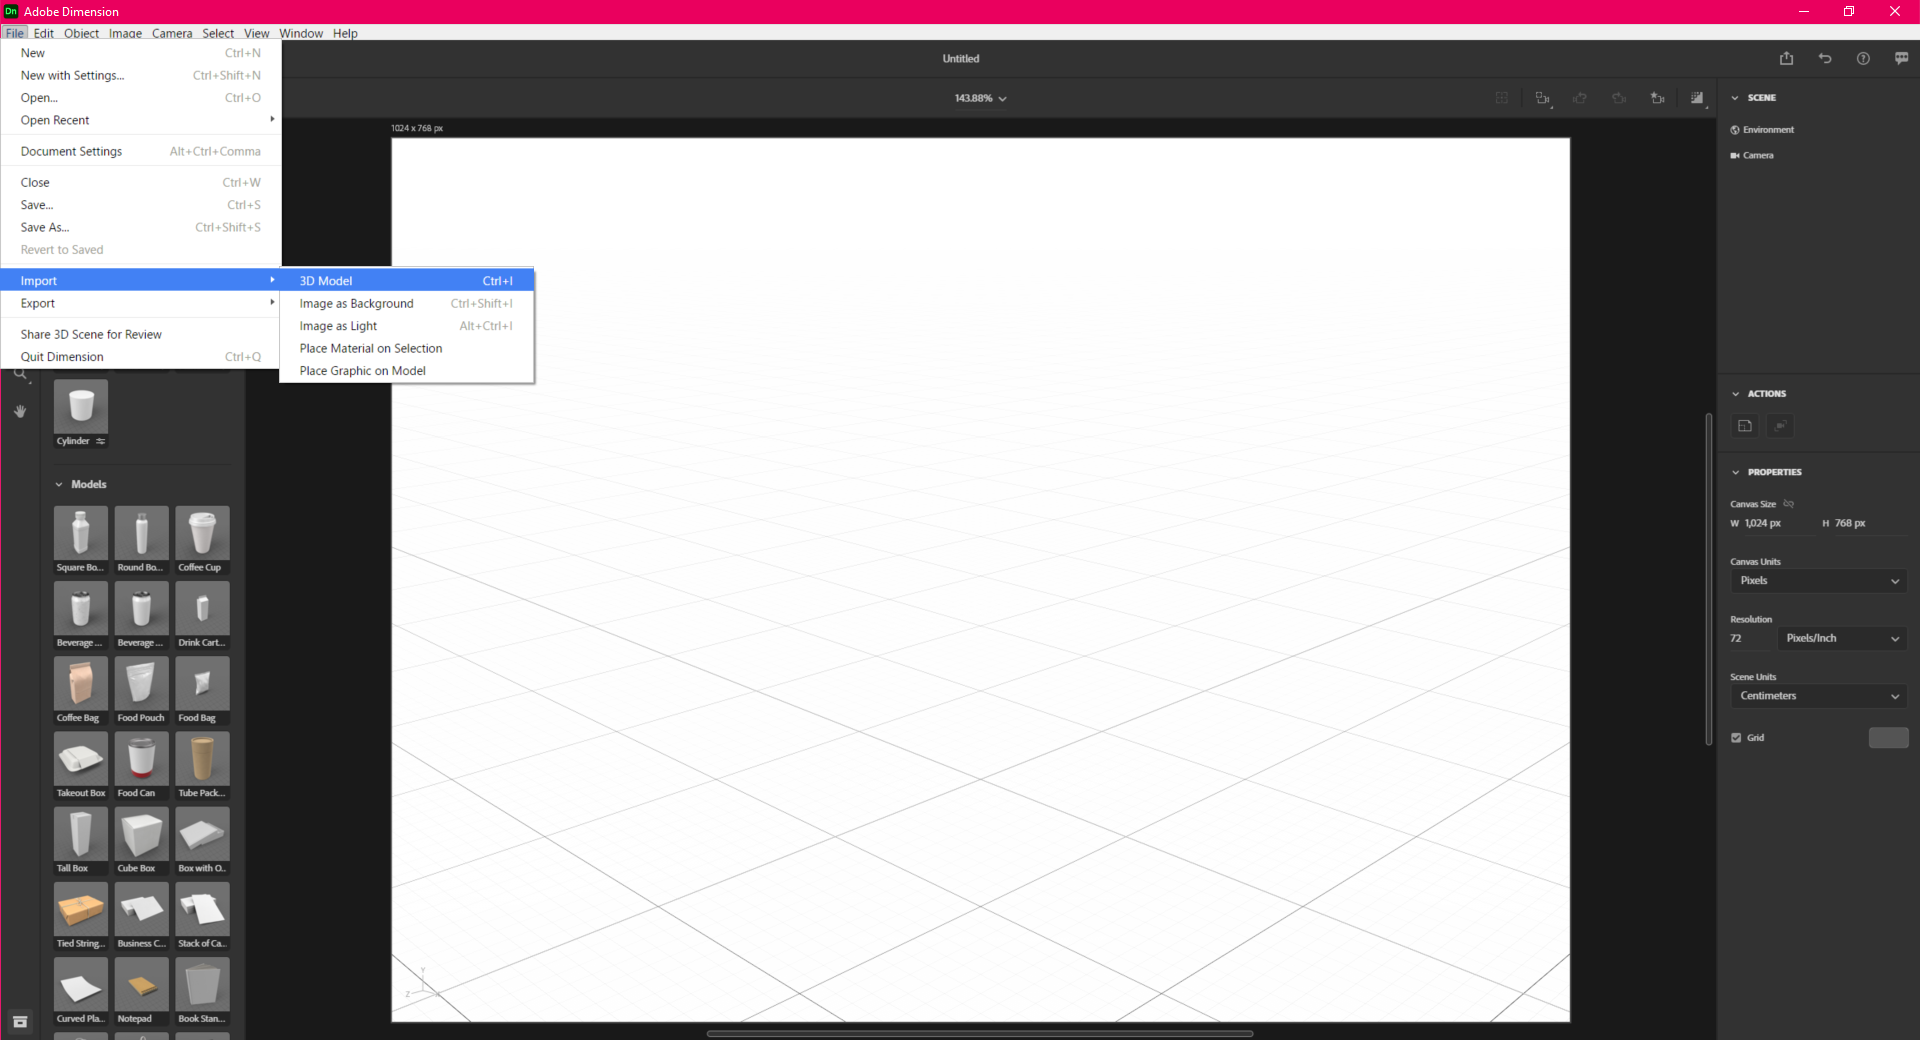 Dn Adobe Dimension
File Edit Object Image Camera Select View Window Help
New Ctrl+N
New with Settings... Ctrl+Shift+N
Open... Ctrl+O
Open Recent
Document Settings Alt+Ctrl+Comma
Close Ctrl+W
Save... Ctrl+S
Save As... Ctrl+Shift+S
Revert to Saved
Import
Export
Share 3D Scene for Review
Quit Dimension Ctrl+Q
3D Model Ctrl+I
Image as Background Ctrl+Shift+I
Image as Light Alt+Ctrl+I
Place Material on Selection
Place Graphic on Model
Untitled
143.88%
1024 x 768 px
Cylinder
Models
Square Bo... Round Bo... Coffee Cup
Beverage ... Beverage ... Drink Cart...
Coffee Bag Food Pouch Food Bag
Takeout Box Food Can Tube Pack...
Tall Box Cube Box Box with O..
Tied String... Business C... Stack of Ca...
Curved Pla... Notepad Book Stan...
Y
Z X
SCENE
Environment
Camera
ACTIONS
PROPERTIES
Canvas Size
W 1,024 px H 768 px
Canvas Units
Pixels
Resolution
72 Pixels/Inch
Scene Units
Centimeters
Grid